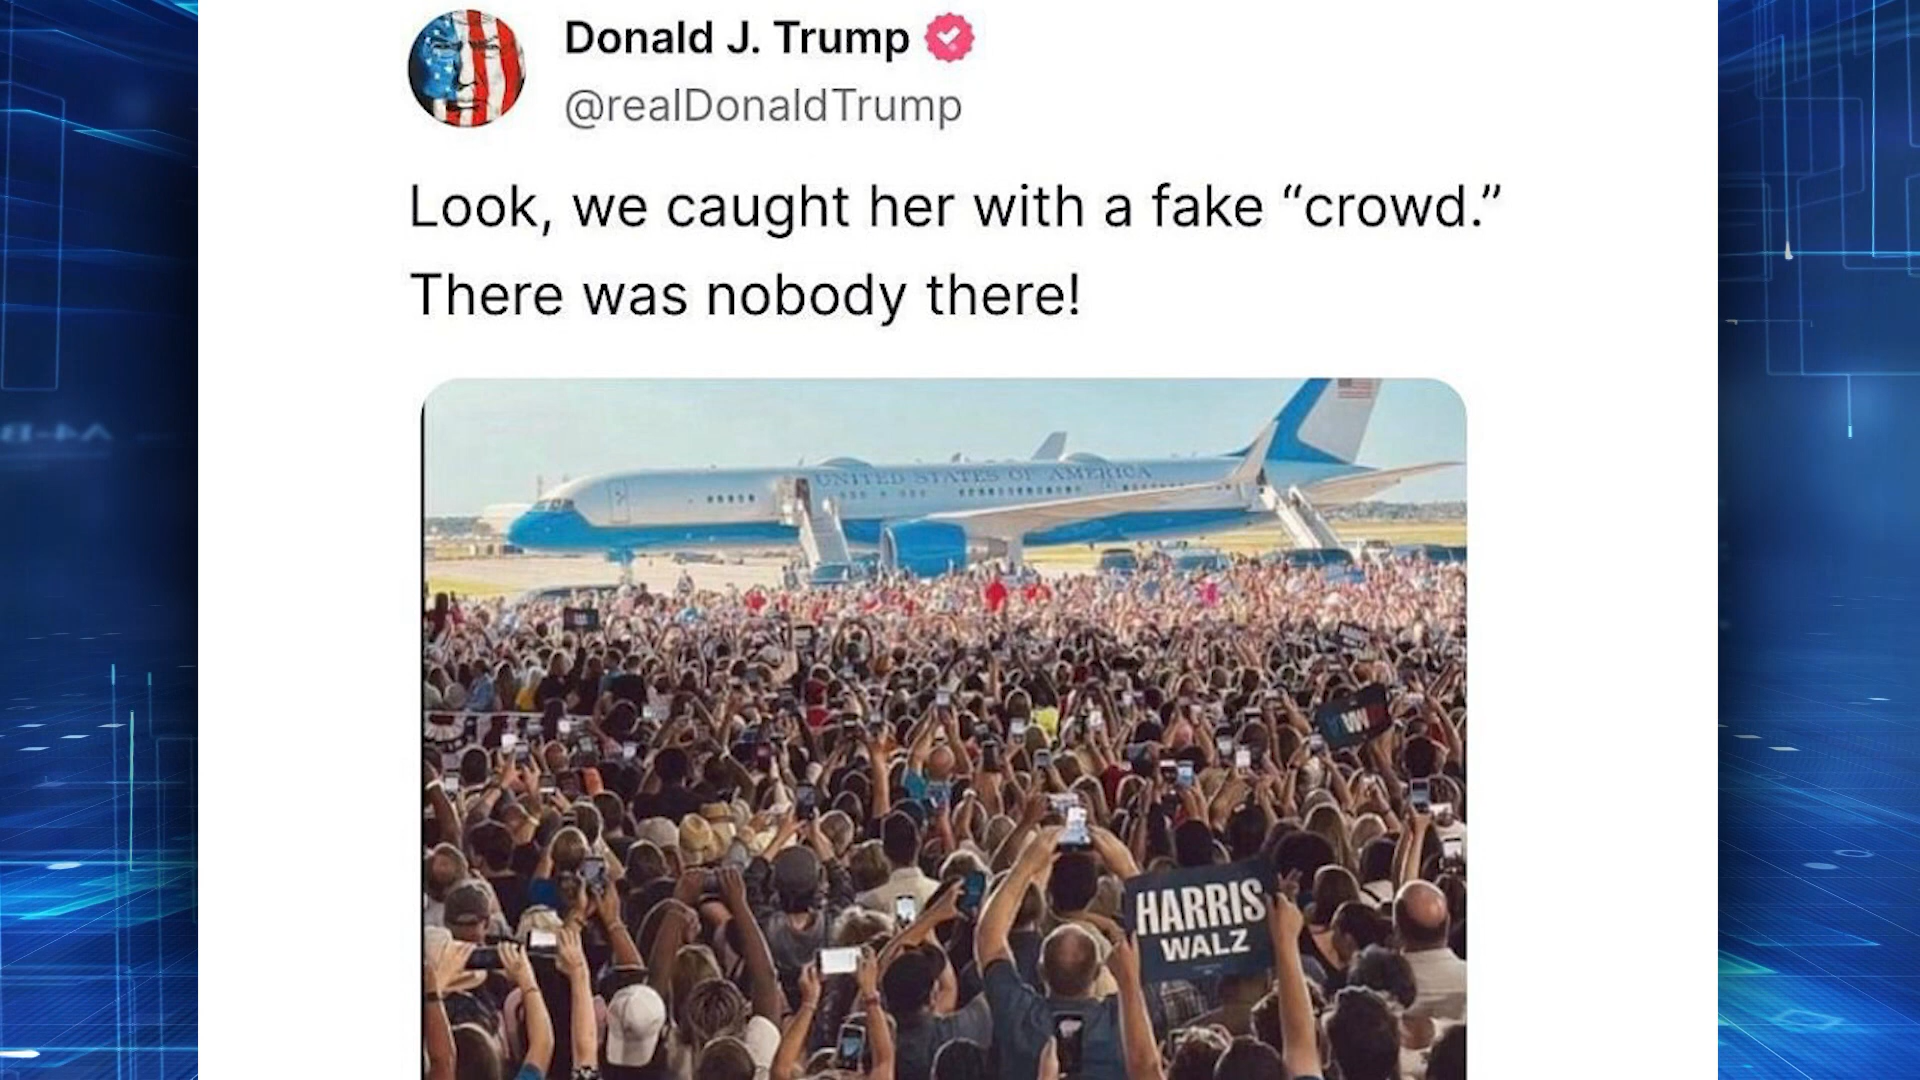 Donald J. Trump
@realDonaldTrump
Look, we caught her with a fake “crowd.”
There was nobody there!
UNITED STATES OF AMERICA
HARRIS
WALZ